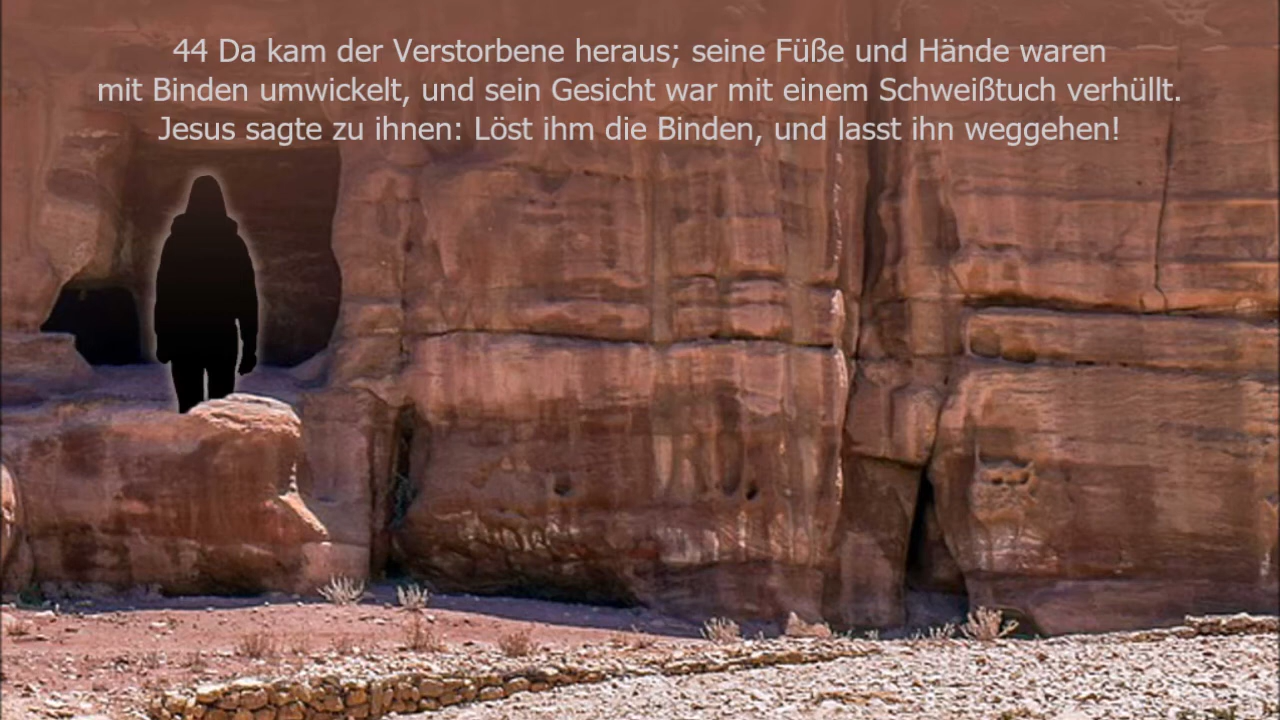 44 Da kam der Verstorbene heraus; seine Füße und Hände waren
mit Binden umwickelt, und sein Gesicht war mit einem Schweißtuch verhüllt.
Jesus sagte zu ihnen: Löst ihm die Binden, und lasst ihn weggehen!